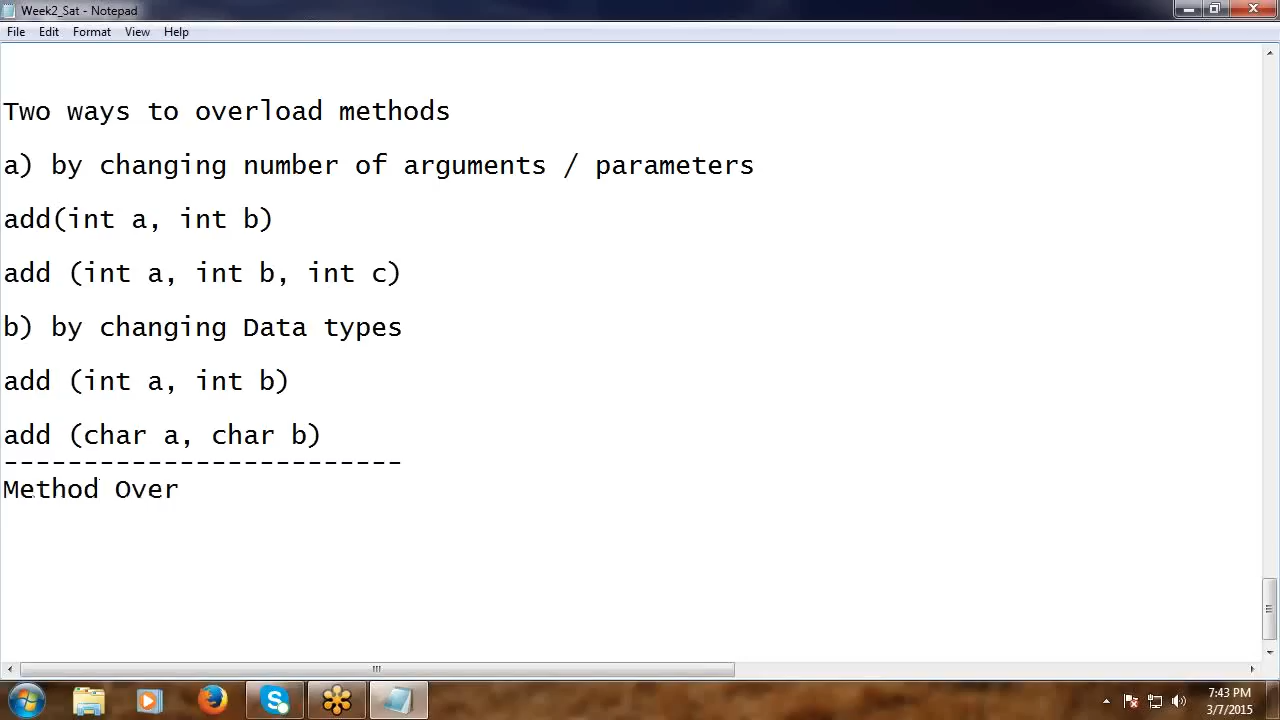 Week2_Sat - Notepad
File Edit Format View Help
Two ways to overload methods
a) by changing number of arguments / parameters
add(int a, int b)
add (int a, int b, int c)
b) by changing Data types
add (int a, int b)
add (char a, char b)
-------------------------
Method Over
7:43 PM
3/7/2015